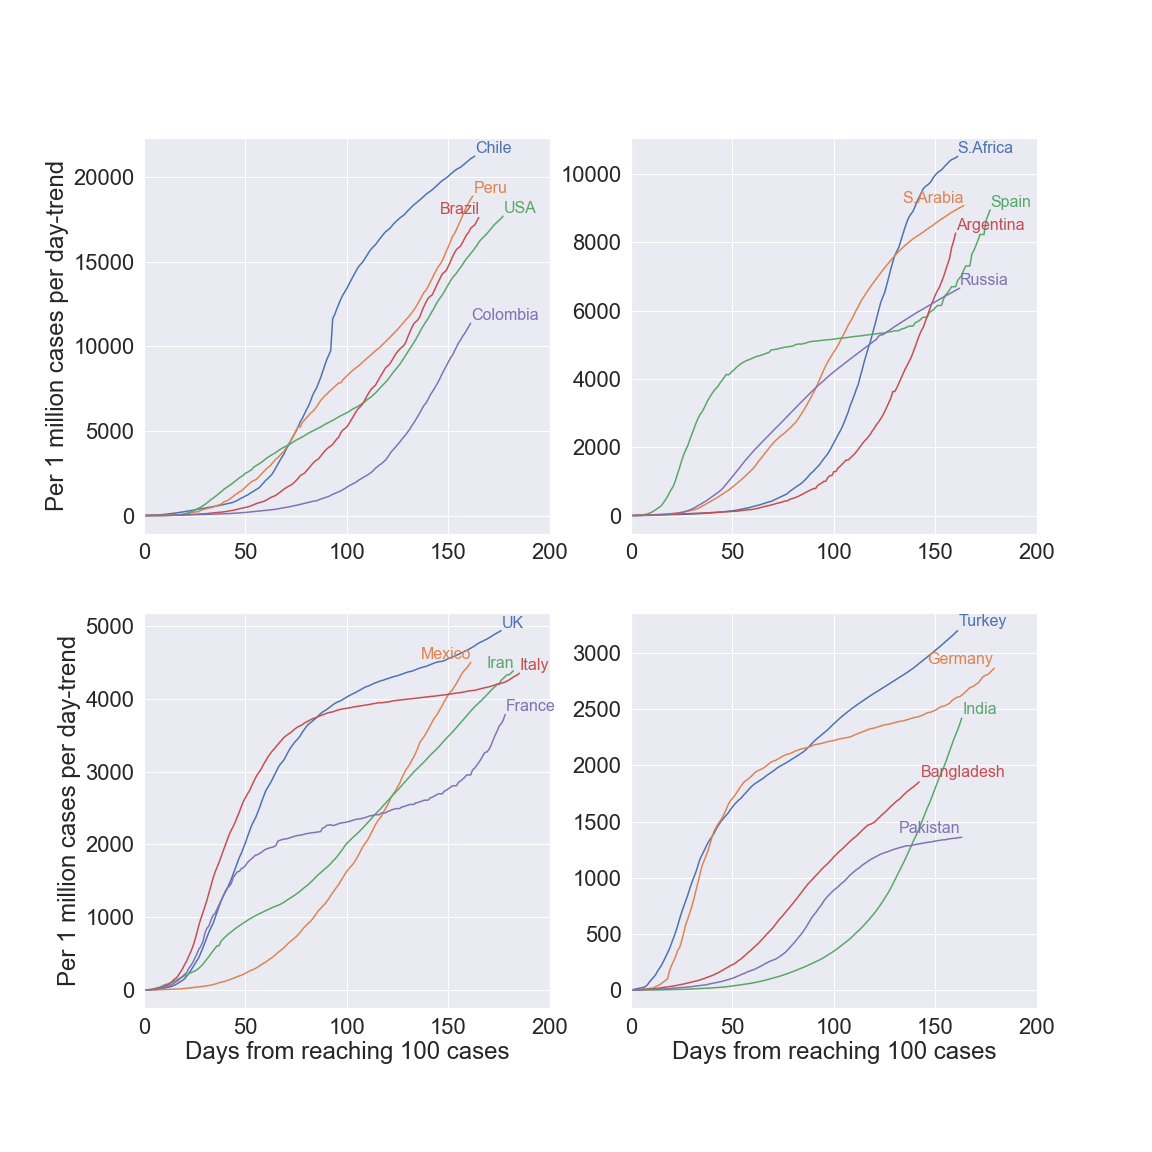 Per 1 million cases per day-trend
20000
15000
10000
5000
0
0 50 100 150 200
Chile
Peru
Brazil
USA
Colombia
10000
8000
6000
4000
2000
0
0 50 100 150 200
S.Africa
S.Arabia
Spain
Argentina
Russia
Per 1 million cases per day-trend
5000
4000
3000
2000
1000
0
0 50 100 150 200
Days from reaching 100 cases
UK
Mexico
Iran
Italy
France
3000
2500
2000
1500
1000
500
0
0 50 100 150 200
Days from reaching 100 cases
Turkey
Germany
India
Bangladesh
Pakistan